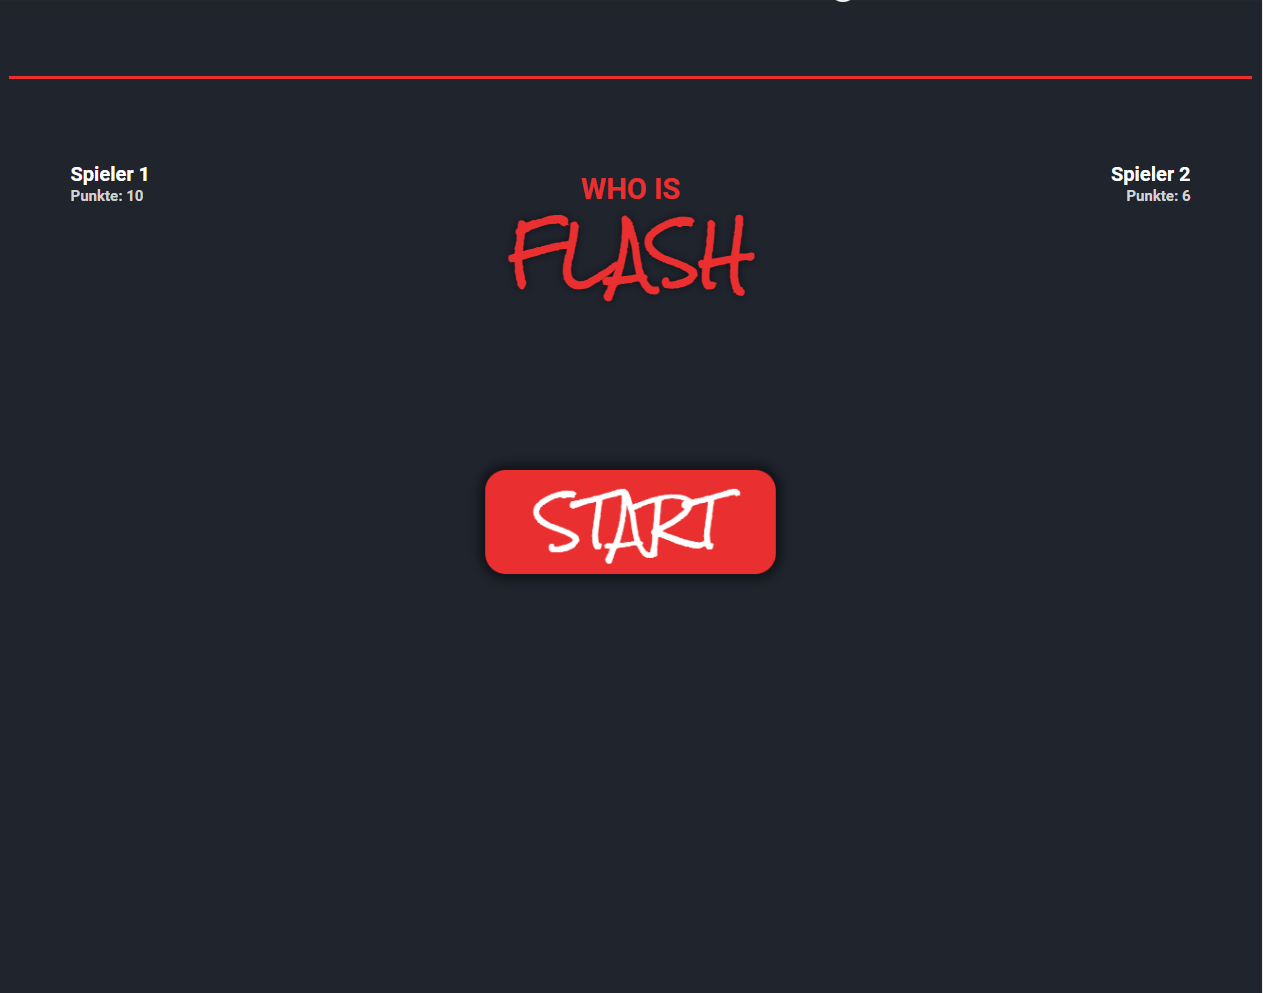 Spieler 1
Punkte: 10
WHO IS
FLASH
Spieler 2
Punkte: 6
START